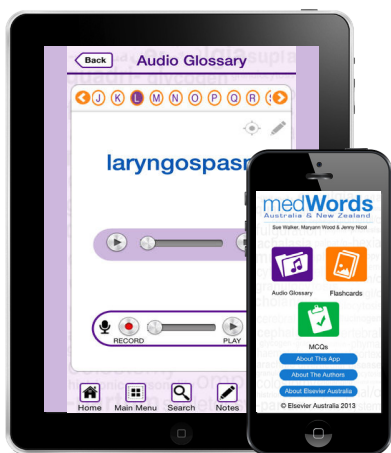 Back
Audio Glossary
J K L M N O P Q R S
laryngospasm
RECORD
PLAY
Home Main Menu Search Notes
medWords
Australia & New Zealand
Sue Walker, Maryann Wood & Jenny Nicol
Audio Glossary Flashcards
MCQs
About This App
About The Authors
About Elsevier Australia
© Elsevier Australia 2013